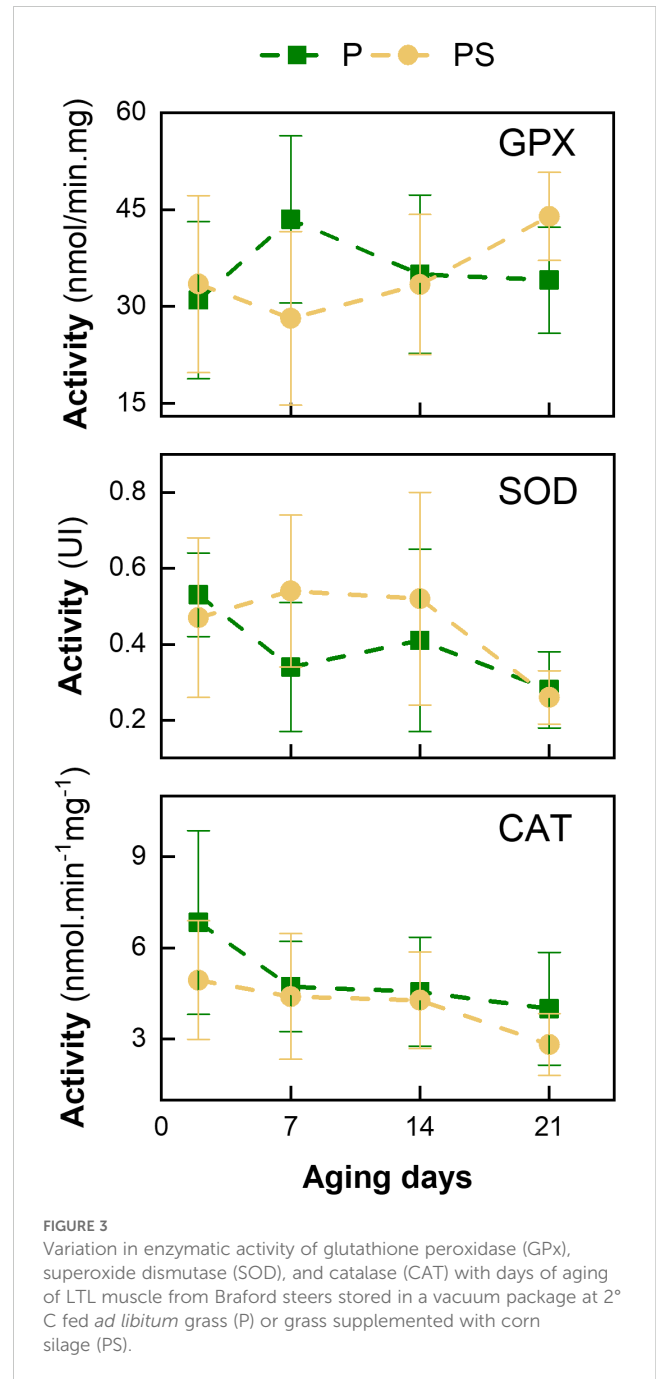 P PS
GPX
Activity (nmol/min.mg)
60
45
30
15
SOD
Activity (UI)
0.8
0.6
0.4
0.2
CAT
Activity (nmol.min⁻¹mg⁻¹)
9
6
3
0 7 14 21
Aging days
FIGURE 3
Variation in enzymatic activity of glutathione peroxidase (GPx),
superoxide dismutase (SOD), and catalase (CAT) with days of aging
of LTL muscle from Braford steers stored in a vacuum package at 2°
C fed ad libitum grass (P) or grass supplemented with corn
silage (PS).